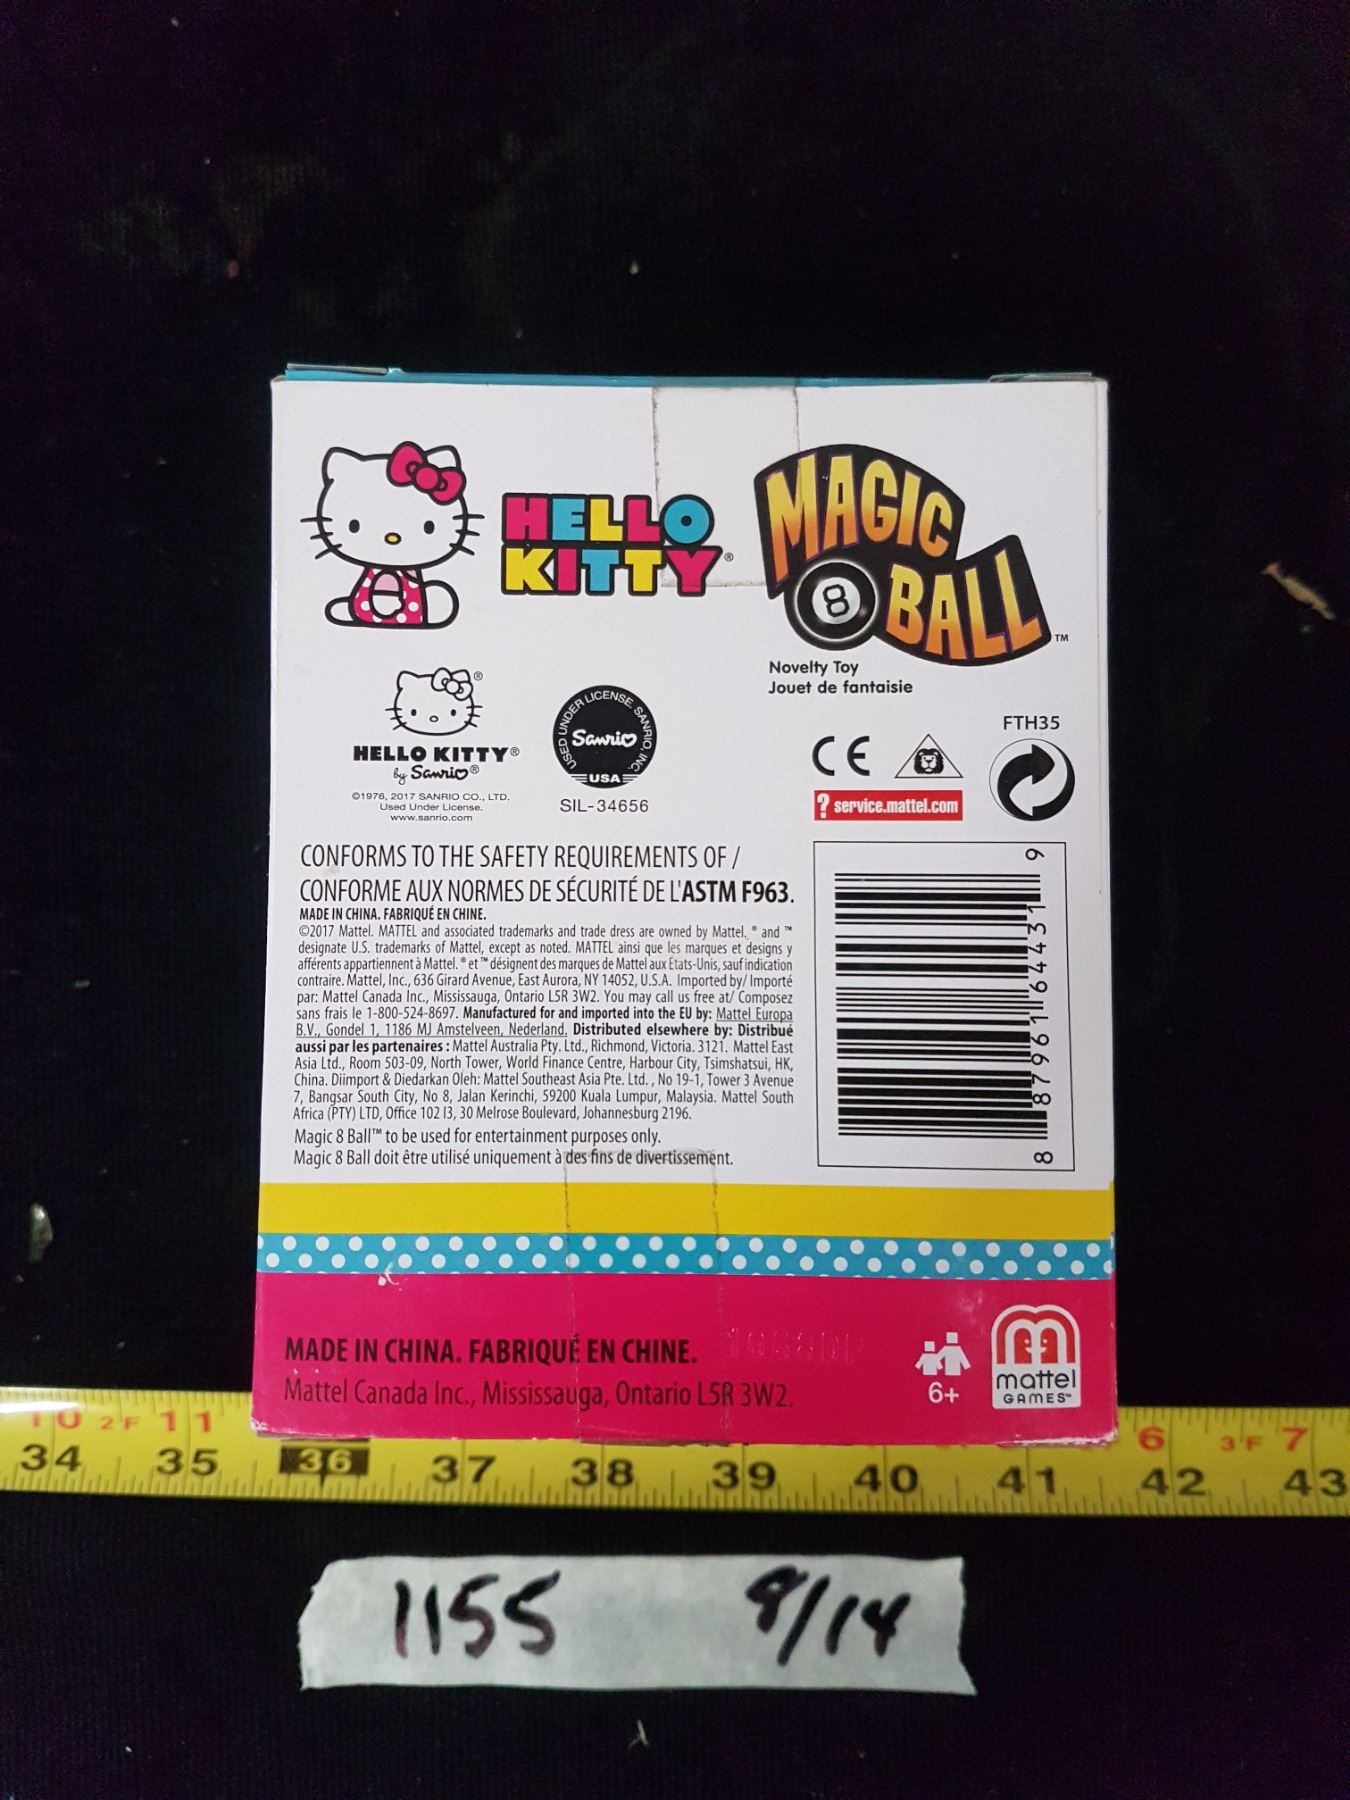 HELLO
KITTY®
MAGIC
8 BALL™
Novelty Toy
Jouet de fantaisie
HELLO KITTY®
by Sanrio®
©1976, 2017 SANRIO CO., LTD.
Used Under License.
www.sanrio.com
USED UNDER LICENSE. SANRIO, INC.
Sanrio
USA
SIL-34656
CE
FTH35
? service.mattel.com
CONFORMS TO THE SAFETY REQUIREMENTS OF /
CONFORME AUX NORMES DE SÉCURITÉ DE L'ASTM F963.
MADE IN CHINA. FABRIQUÉ EN CHINE.
©2017 Mattel. MATTEL and associated trademarks and trade dress are owned by Mattel. ® and ™
designate U.S. trademarks of Mattel, except as noted. MATTEL ainsi que les marques et designs y
afférents appartiennent à Mattel. ® et ™ désignent des marques de Mattel aux États-Unis, sauf indication
contraire. Mattel, Inc., 636 Girard Avenue, East Aurora, NY 14052, U.S.A. Imported by/ Importé
par: Mattel Canada Inc., Mississauga, Ontario L5R 3W2. You may call us free at/ Composez
sans frais le 1-800-524-8697. Manufactured for and imported into the EU by: Mattel Europa
B.V., Gondel 1, 1186 MJ Amstelveen, Nederland. Distributed elsewhere by: Distribué
aussi par les partenaires : Mattel Australia Pty. Ltd., Richmond, Victoria. 3121. Mattel East
Asia Ltd., Room 503-09, North Tower, World Finance Centre, Harbour City, Tsimshatsui, HK,
China. Diimport & Diedarkan Oleh: Mattel Southeast Asia Pte. Ltd. , No 19-1, Tower 3 Avenue
7, Bangsar South City, No 8, Jalan Kerinchi, 59200 Kuala Lumpur, Malaysia. Mattel South
Africa (PTY) LTD, Office 102 I3, 30 Melrose Boulevard, Johannesburg 2196.
Magic 8 Ball™ to be used for entertainment purposes only.
Magic 8 Ball doit être utilisé uniquement à des fins de divertissement.
8 87961 64431 9
MADE IN CHINA. FABRIQUÉ EN CHINE.
Mattel Canada Inc., Mississauga, Ontario L5R 3W2.
6+
mattel
GAMES™
10 2F 11 6 3'F 7
34 35 36 37 38 39 40 41 42 43
1155 8/14